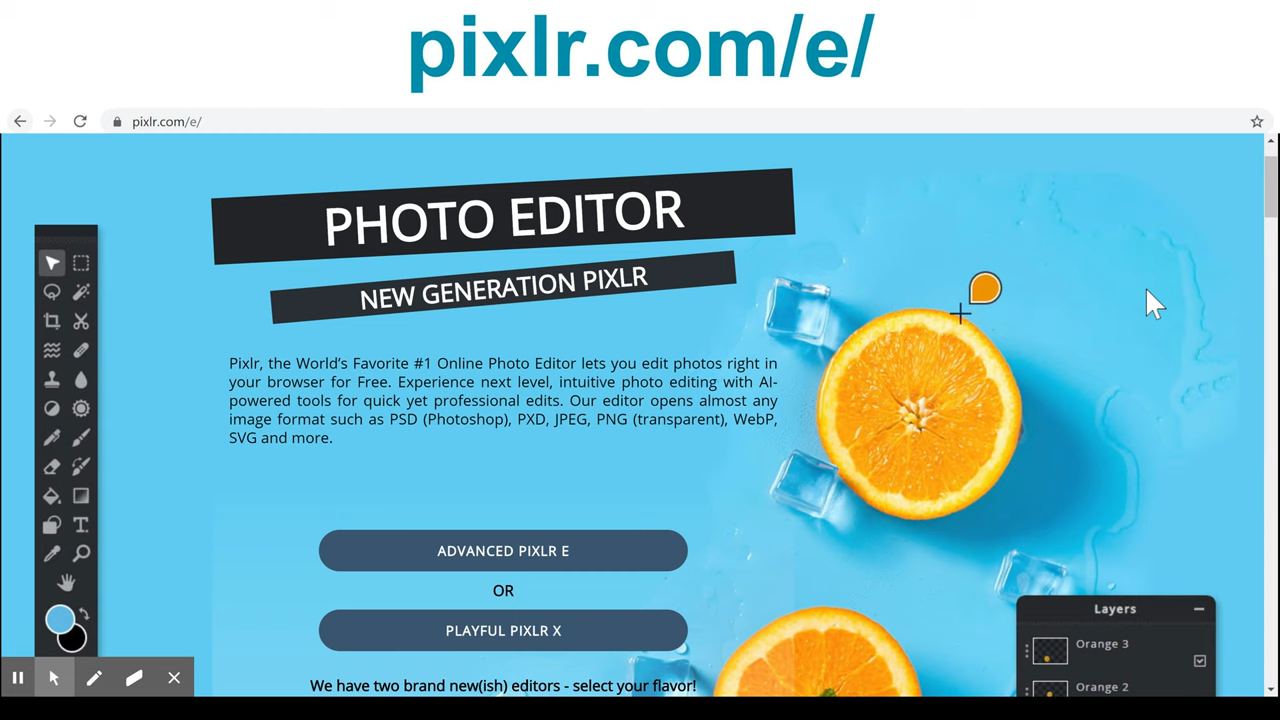 pixlr.com/e/
pixlr.com/e/
PHOTO EDITOR
NEW GENERATION PIXLR
Pixlr, the World's Favorite #1 Online Photo Editor lets you edit photos right in
your browser for Free. Experience next level, intuitive photo editing with AI-
powered tools for quick yet professional edits. Our editor opens almost any
image format such as PSD (Photoshop), PXD, JPEG, PNG (transparent), WebP,
SVG and more.
ADVANCED PIXLR E
OR
PLAYFUL PIXLR X
We have two brand new(ish) editors - select your flavor!
Layers
Orange 3
Orange 2